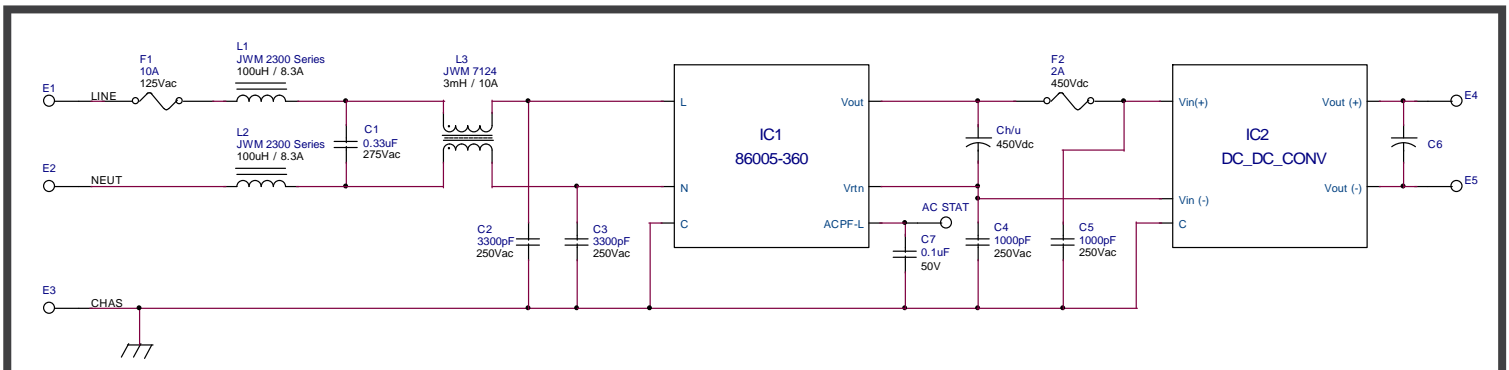 E1
LINE
F1
10A
125Vac
L1
JWM 2300 Series
100uH / 8.3A
L2
JWM 2300 Series
100uH / 8.3A
E2
NEUT
C1
0.33uF
275Vac
L3
JWM 7124
3mH / 10A
C2
3300pF
250Vac
C3
3300pF
250Vac
E3
CHAS
L
N
C
IC1
86005-360
Vout
Vrtn
ACPF-L
AC STAT
C7
0.1uF
50V
Ch/u
450Vdc
F2
2A
450Vdc
C4
1000pF
250Vac
C5
1000pF
250Vac
Vin(+)
Vin (-)
C
IC2
DC_DC_CONV
Vout (+)
Vout (-)
C6
E4
E5